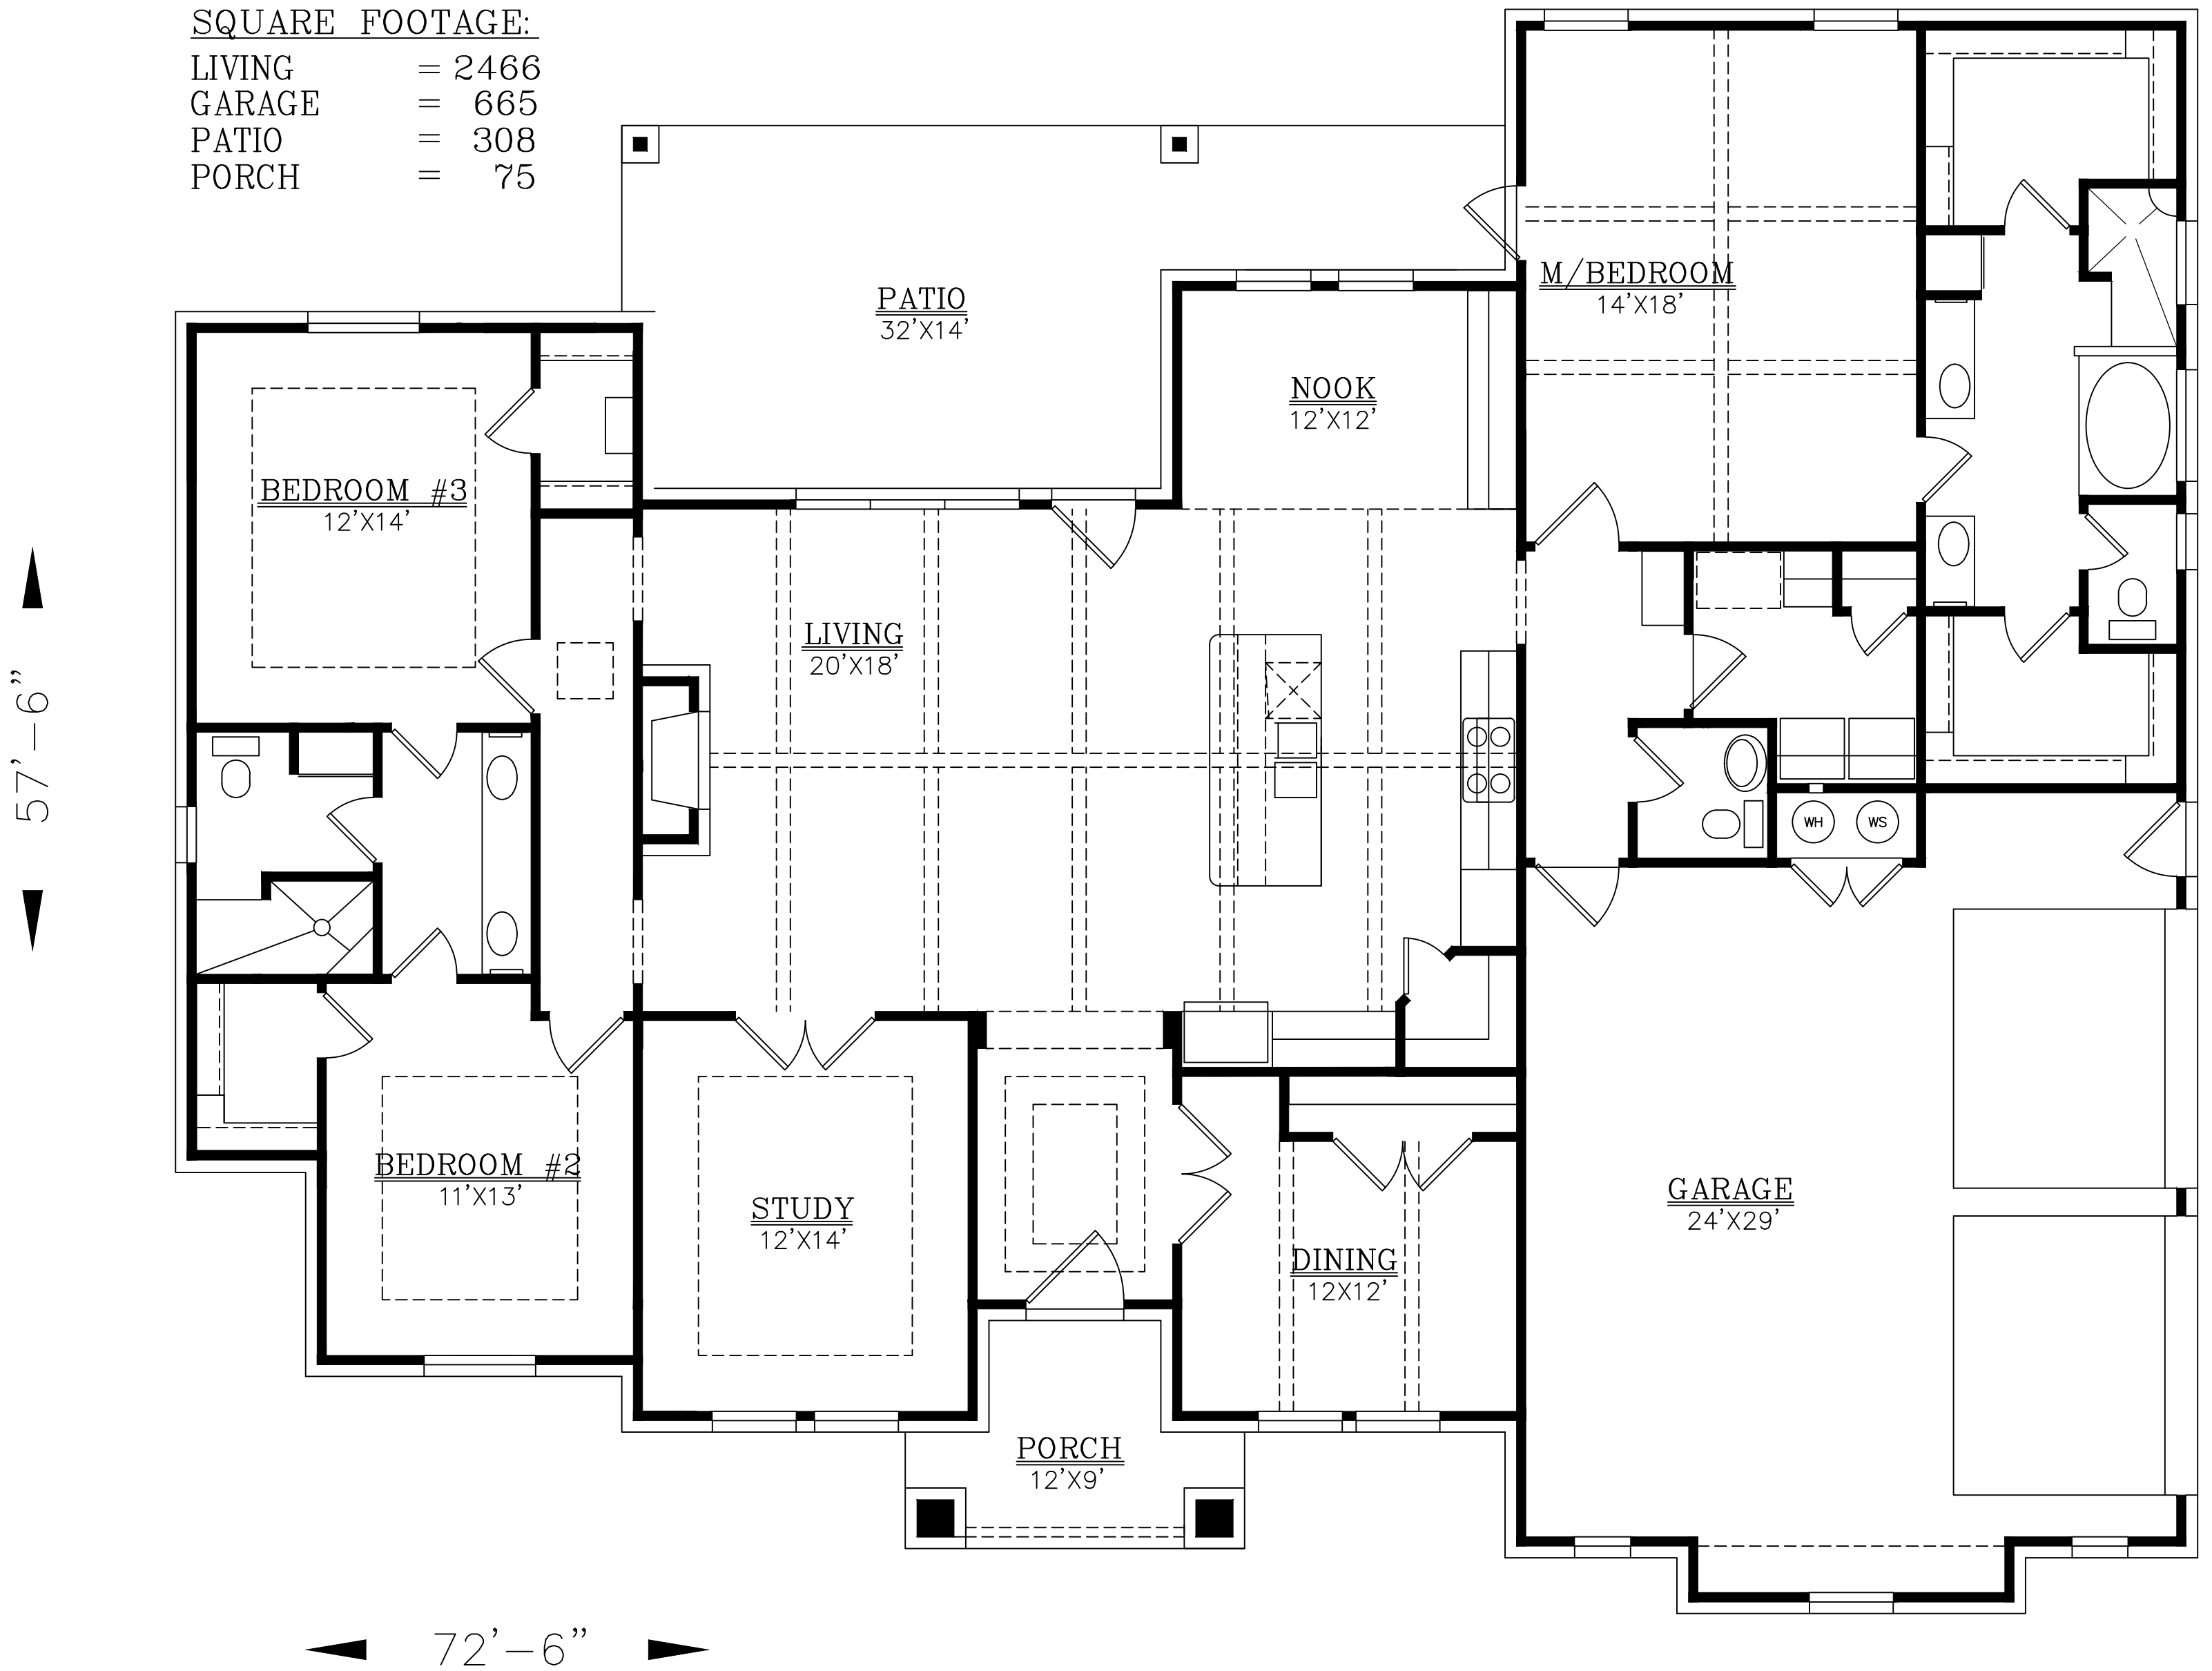 SQUARE FOOTAGE:
LIVING = 2466
GARAGE = 665
PATIO = 308
PORCH = 75
M/BEDROOM
14'X18'
PATIO
32'X14'
NOOK
12'X12'
BEDROOM #3
12'X14'
LIVING
20'X18'
57'-6"
WH
WS
BEDROOM #2
11'X13'
STUDY
12'X14'
GARAGE
24'X29'
DINING
12X12'
PORCH
12'X9'
72'-6"